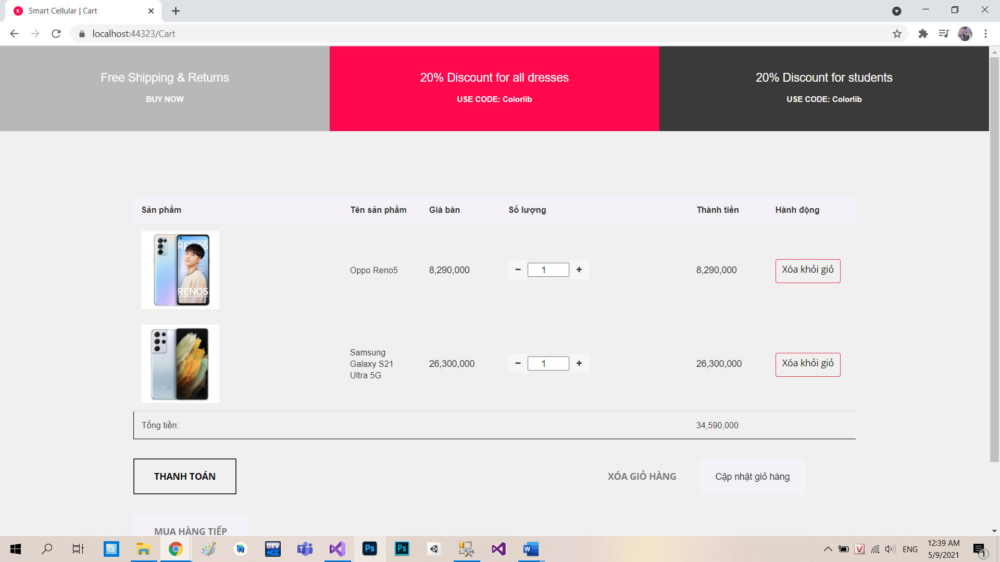 Smart Cellular | Cart
localhost:44323/Cart
Free Shipping & Returns
BUY NOW
20% Discount for all dresses
USE CODE: Colorlib
20% Discount for students
USE CODE: Colorlib
Sản phẩm Tên sản phẩm Giá bán Số lượng Thành tiền Hành động
RENO5
RENO5
Oppo Reno5 8,290,000 − 1 + 8,290,000 Xóa khỏi giỏ
Samsung
Galaxy S21
Ultra 5G
26,300,000 − 1 + 26,300,000 Xóa khỏi giỏ
Tổng tiền: 34,590,000
THANH TOÁN XÓA GIỎ HÀNG Cập nhật giỏ hàng
MUA HÀNG TIẾP
ENG
12:39 AM
5/9/2021
1